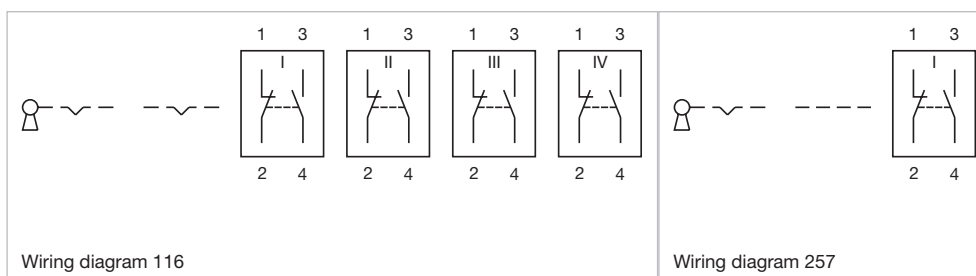 1 3 1 3 1 3 1 3 1 3
I II III IV I
2 4 2 4 2 4 2 4 2 4
Wiring diagram 116
Wiring diagram 257